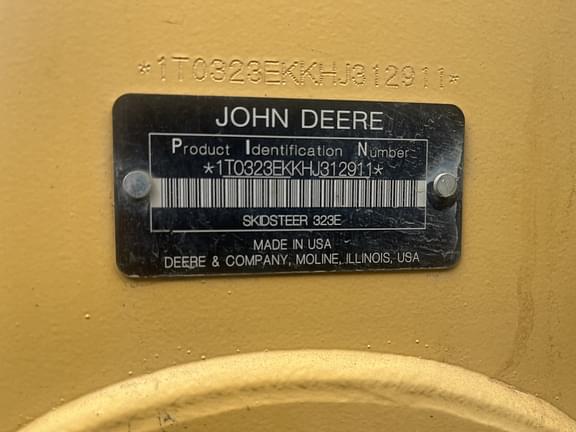 *1T0323EKKHJ312911*
JOHN DEERE
Product Identification Number
*1T0323EKKHJ312911*
SKIDSTEER 323E
MADE IN USA
DEERE & COMPANY, MOLINE, ILLINOIS, USA